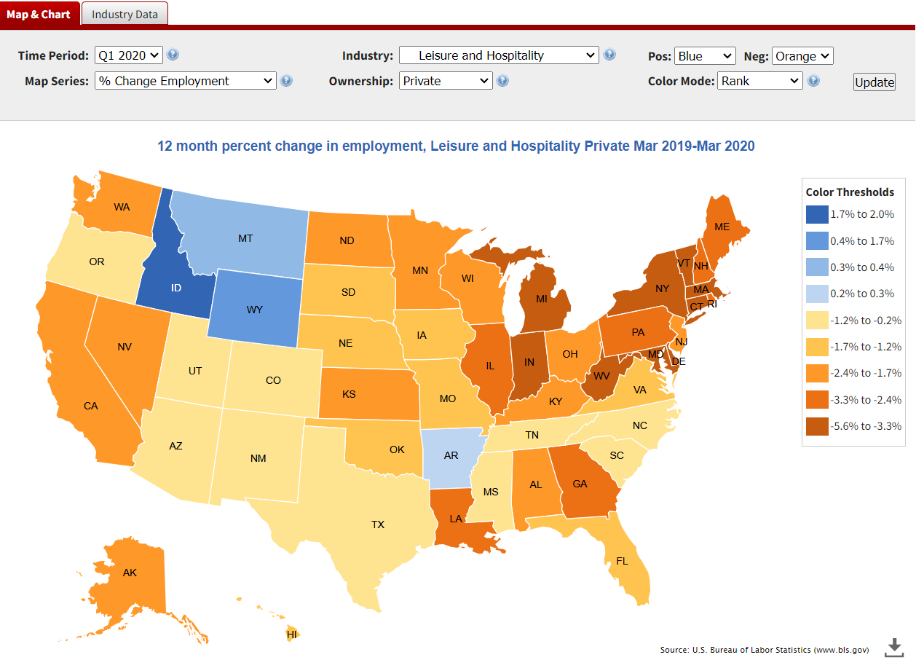 Map & Chart Industry Data
Time Period: Q1 2020 Industry: Leisure and Hospitality Pos: Blue Neg: Orange
Map Series: % Change Employment Ownership: Private Color Mode: Rank Update
12 month percent change in employment, Leisure and Hospitality Private Mar 2019-Mar 2020
Color Thresholds
1.7% to 2.0%
0.4% to 1.7%
0.3% to 0.4%
0.2% to 0.3%
-1.2% to -0.2%
-1.7% to -1.2%
-2.4% to -1.7%
-3.3% to -2.4%
-5.6% to -3.3%
WA
ME
MT
ND
OR
VT
NH
MN
WI
ID
SD
NY
MA
MI
CT
RI
WY
PA
IA
NJ
NV
NE
OH
MD
DE
IL
IN
UT
CO
WV
VA
KS
MO
KY
CA
NC
TN
AZ
OK
AR
SC
NM
MS
AL
GA
TX
LA
FL
AK
HI
Source: U.S. Bureau of Labor Statistics (www.bls.gov)